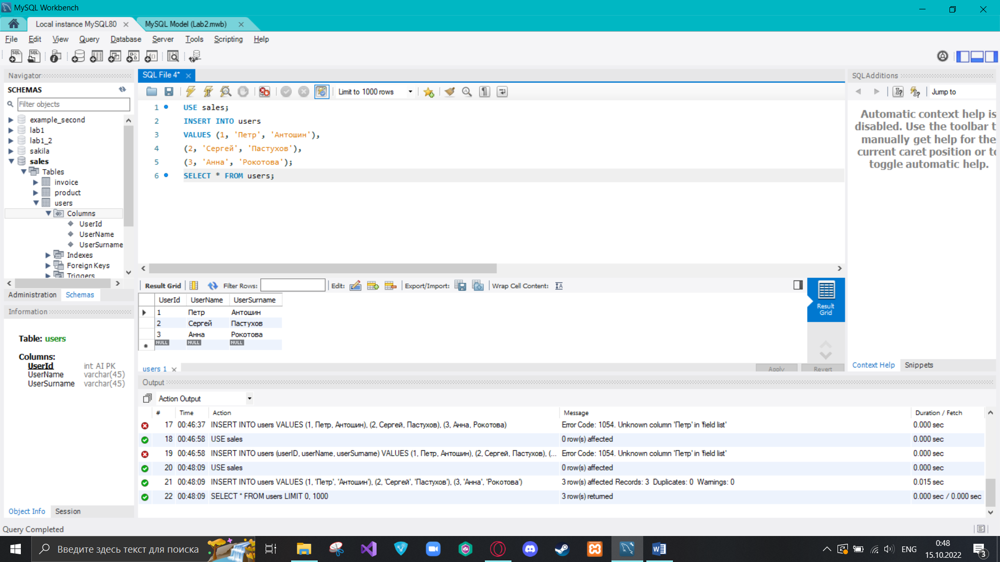 MySQL Workbench
Local instance MySQL80
MySQL Model (Lab2.mwb)
File Edit View Query Database Server Tools Scripting Help
Navigator
SCHEMAS
Filter objects
example_second
lab1
lab1_2
sakila
sales
Tables
invoice
product
users
Columns
UserId
UserName
UserSurname
Indexes
Foreign Keys
Triggers
Administration Schemas
Information
Table: users
Columns:
UserId int AI PK
UserName varchar(45)
UserSurname varchar(45)
Object Info Session
SQL File 4*
Limit to 1000 rows
1 USE sales;
2 INSERT INTO users
3 VALUES (1, 'Петр', 'Антошин'),
4 (2, 'Сергей', 'Пастухов'),
5 (3, 'Анна', 'Рокотова');
6 SELECT * FROM users;
Result Grid Filter Rows: Edit: Export/Import: Wrap Cell Content:
UserId UserName UserSurname
1 Петр Антошин
2 Сергей Пастухов
3 Анна Рокотова
NULL NULL NULL
Result
Grid
users 1
Apply Revert
SQLAdditions
Jump to
Automatic context help is
disabled. Use the toolbar t
manually get help for the
current caret position or to
toggle automatic help.
Context Help Snippets
Output
Action Output
# Time Action Message Duration / Fetch
17 00:46:37 INSERT INTO users VALUES (1, Петр, Антошин), (2, Сергей, Пастухов), (3, Анна, Рокотова) Error Code: 1054. Unknown column 'Петр' in 'field list' 0.000 sec
18 00:46:58 USE sales 0 row(s) affected 0.000 sec
19 00:46:58 INSERT INTO users (userID, userName, userSurname) VALUES (1, Петр, Антошин), (2, Сергей, Пастухов), (... Error Code: 1054. Unknown column 'Петр' in 'field list' 0.000 sec
20 00:48:09 USE sales 0 row(s) affected 0.000 sec
21 00:48:09 INSERT INTO users VALUES (1, 'Петр', 'Антошин'), (2, 'Сергей', 'Пастухов'), (3, 'Анна', 'Рокотова') 3 row(s) affected Records: 3 Duplicates: 0 Warnings: 0 0.015 sec
22 00:48:09 SELECT * FROM users LIMIT 0, 1000 3 row(s) returned 0.000 sec / 0.000 sec
Query Completed
Введите здесь текст для поиска
ENG
0:48
15.10.2022
3